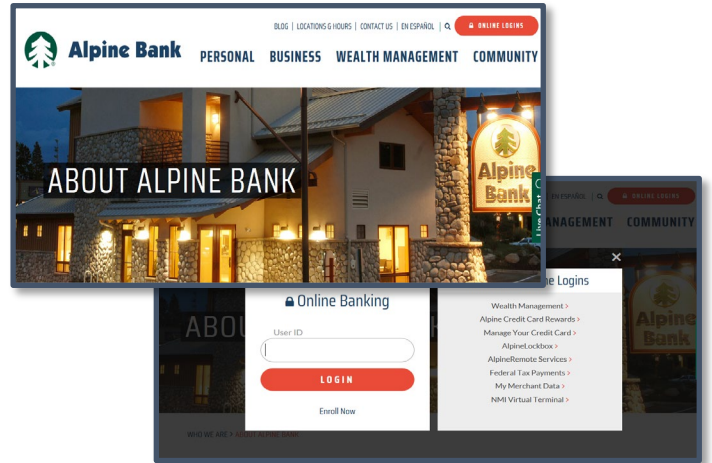 BLOG | LOCATIONS & HOURS | CONTACT US | EN ESPAÑOL | ONLINE LOGINS
Alpine Bank
PERSONAL BUSINESS WEALTH MANAGEMENT COMMUNITY
ABOUT ALPINE BANK
Alpine
Bank
Live Chat
EN ESPAÑOL | ONLINE LOGINS
NAGEMENT COMMUNITY
Online Banking
User ID
LOGIN
Enroll Now
ne Logins
Wealth Management >
Alpine Credit Card Rewards >
Manage Your Credit Card >
AlpineLockbox >
AlpineRemote Services >
Federal Tax Payments >
My Merchant Data >
NMI Virtual Terminal >
ABOU
Alpine
Bank
WHO WE ARE > ABOUT ALPINE BANK